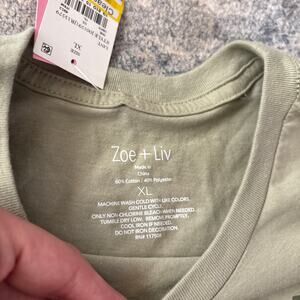 Zoe + Liv
Made in
China
60% Cotton / 40% Polyester
XL
MACHINE WASH COLD WITH LIKE COLORS.
GENTLE CYCLE.
ONLY NON-CHLORINE BLEACH WHEN NEEDED.
TUMBLE DRY LOW. REMOVE PROMPTLY.
COOL IRON IF NEEDED.
DO NOT IRON DECORATION.
SIZE
XL